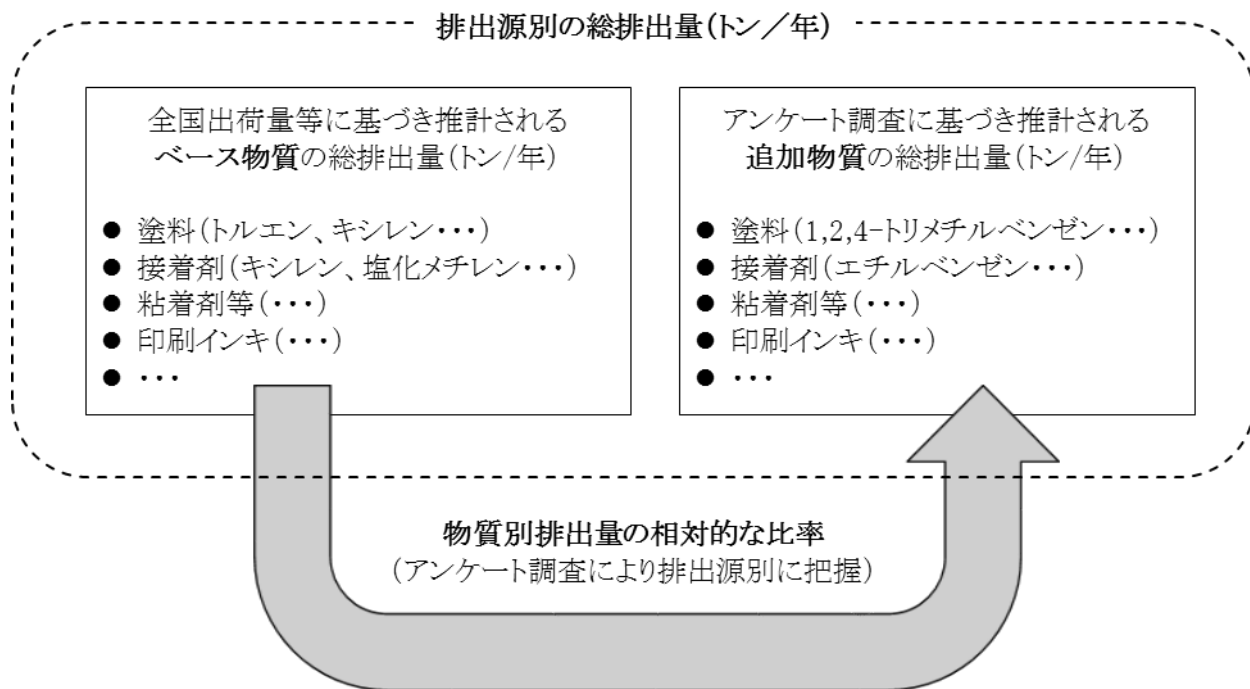 排出源別の総排出量(トン/年)
全国出荷量等に基づき推計される
ベース物質の総排出量(トン/年)
● 塗料(トルエン、キシレン・・・)
● 接着剤(キシレン、塩化メチレン・・・)
● 粘着剤等(・・・)
● 印刷インキ(・・・)
● ・・・
アンケート調査に基づき推計される
追加物質の総排出量(トン/年)
● 塗料(1,2,4-トリメチルベンゼン・・・)
● 接着剤(エチルベンゼン・・・)
● 粘着剤等(・・・)
● 印刷インキ(・・・)
● ・・・
物質別排出量の相対的な比率
(アンケート調査により排出源別に把握)